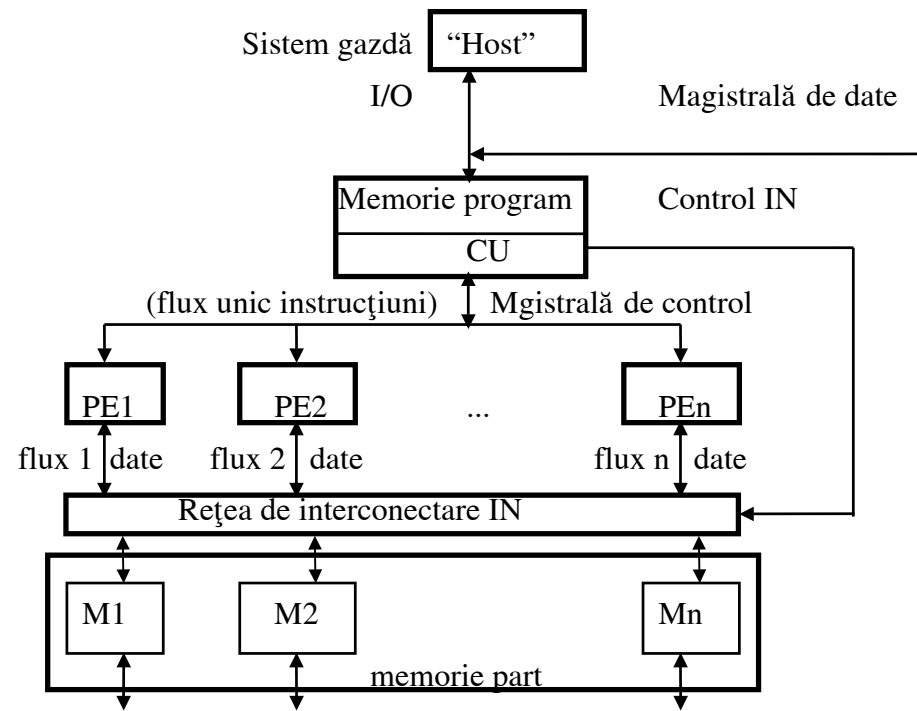 Sistem gazdă “Host”
I/O Magistrală de date
Memorie program Control IN
CU
(flux unic instrucţiuni) Mgistrală de control
PE1 PE2 ... PEn
flux 1 date flux 2 date flux n date
Reţea de interconectare IN
M1 M2 Mn
memorie part